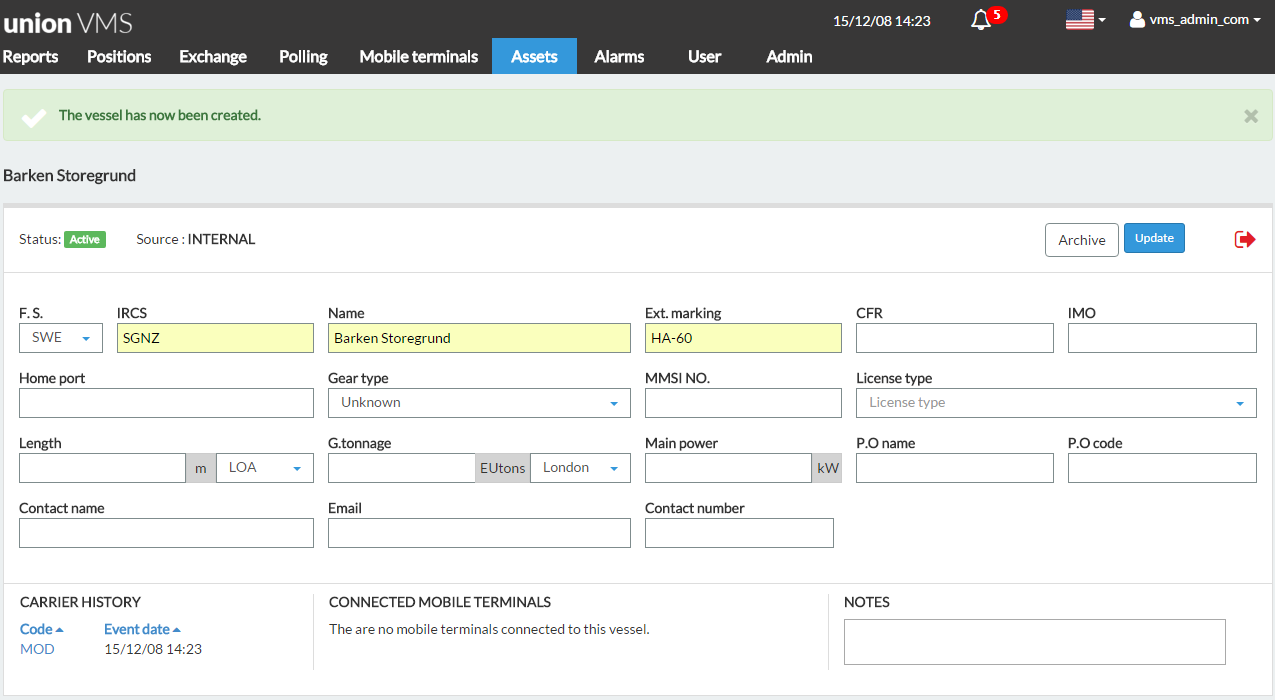 union VMS
15/12/08 14:23
5
vms_admin_com
Reports Positions Exchange Polling Mobile terminals Assets Alarms User Admin
The vessel has now been created.
Barken Storegrund
Status: Active Source : INTERNAL
Archive Update
F. S. IRCS Name Ext. marking CFR IMO
SWE SGNZ Barken Storegrund HA-60
Home port Gear type MMSI NO. License type
Unknown License type
Length G.tonnage Main power P.O name P.O code
m LOA EUtons London kW
Contact name Email Contact number
CARRIER HISTORY CONNECTED MOBILE TERMINALS NOTES
Code Event date The are no mobile terminals connected to this vessel.
MOD 15/12/08 14:23